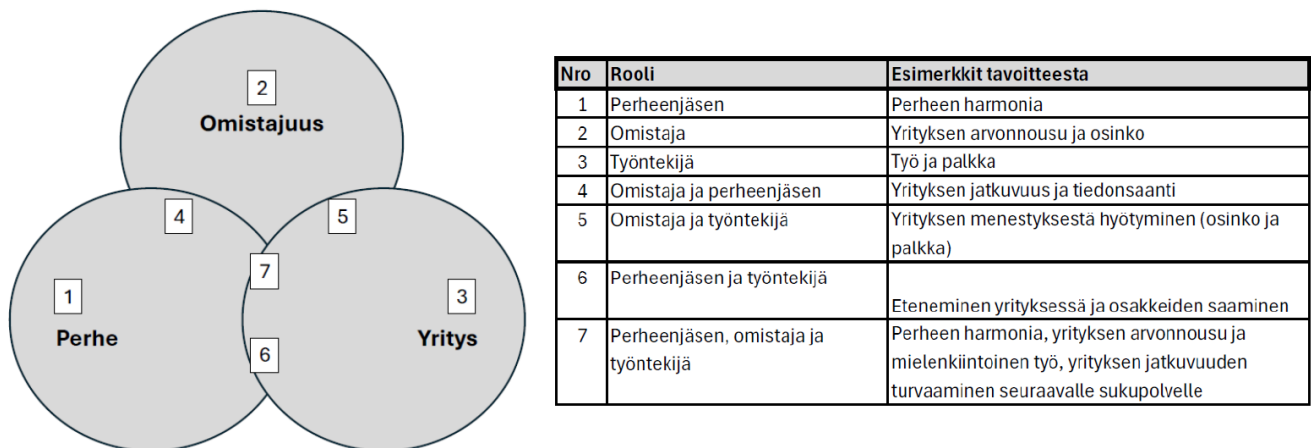 2
Omistajuus
4
5
7
1
3
Perhe
Yritys
6
Nro Rooli Esimerkkit tavoitteesta
1 Perheenjäsen Perheen harmonia
2 Omistaja Yrityksen arvonnousu ja osinko
3 Työntekijä Työ ja palkka
4 Omistaja ja perheenjäsen Yrityksen jatkuvuus ja tiedonsaanti
5 Omistaja ja työntekijä Yrityksen menestyksestä hyötyminen (osinko ja
palkka)
6 Perheenjäsen ja työntekijä
Eteneminen yrityksessä ja osakkeiden saaminen
7 Perheenjäsen, omistaja ja Perheen harmonia, yrityksen arvonnousu ja
työntekijä mielenkiintoinen työ, yrityksen jatkuvuuden
turvaaminen seuraavalle sukupolvelle